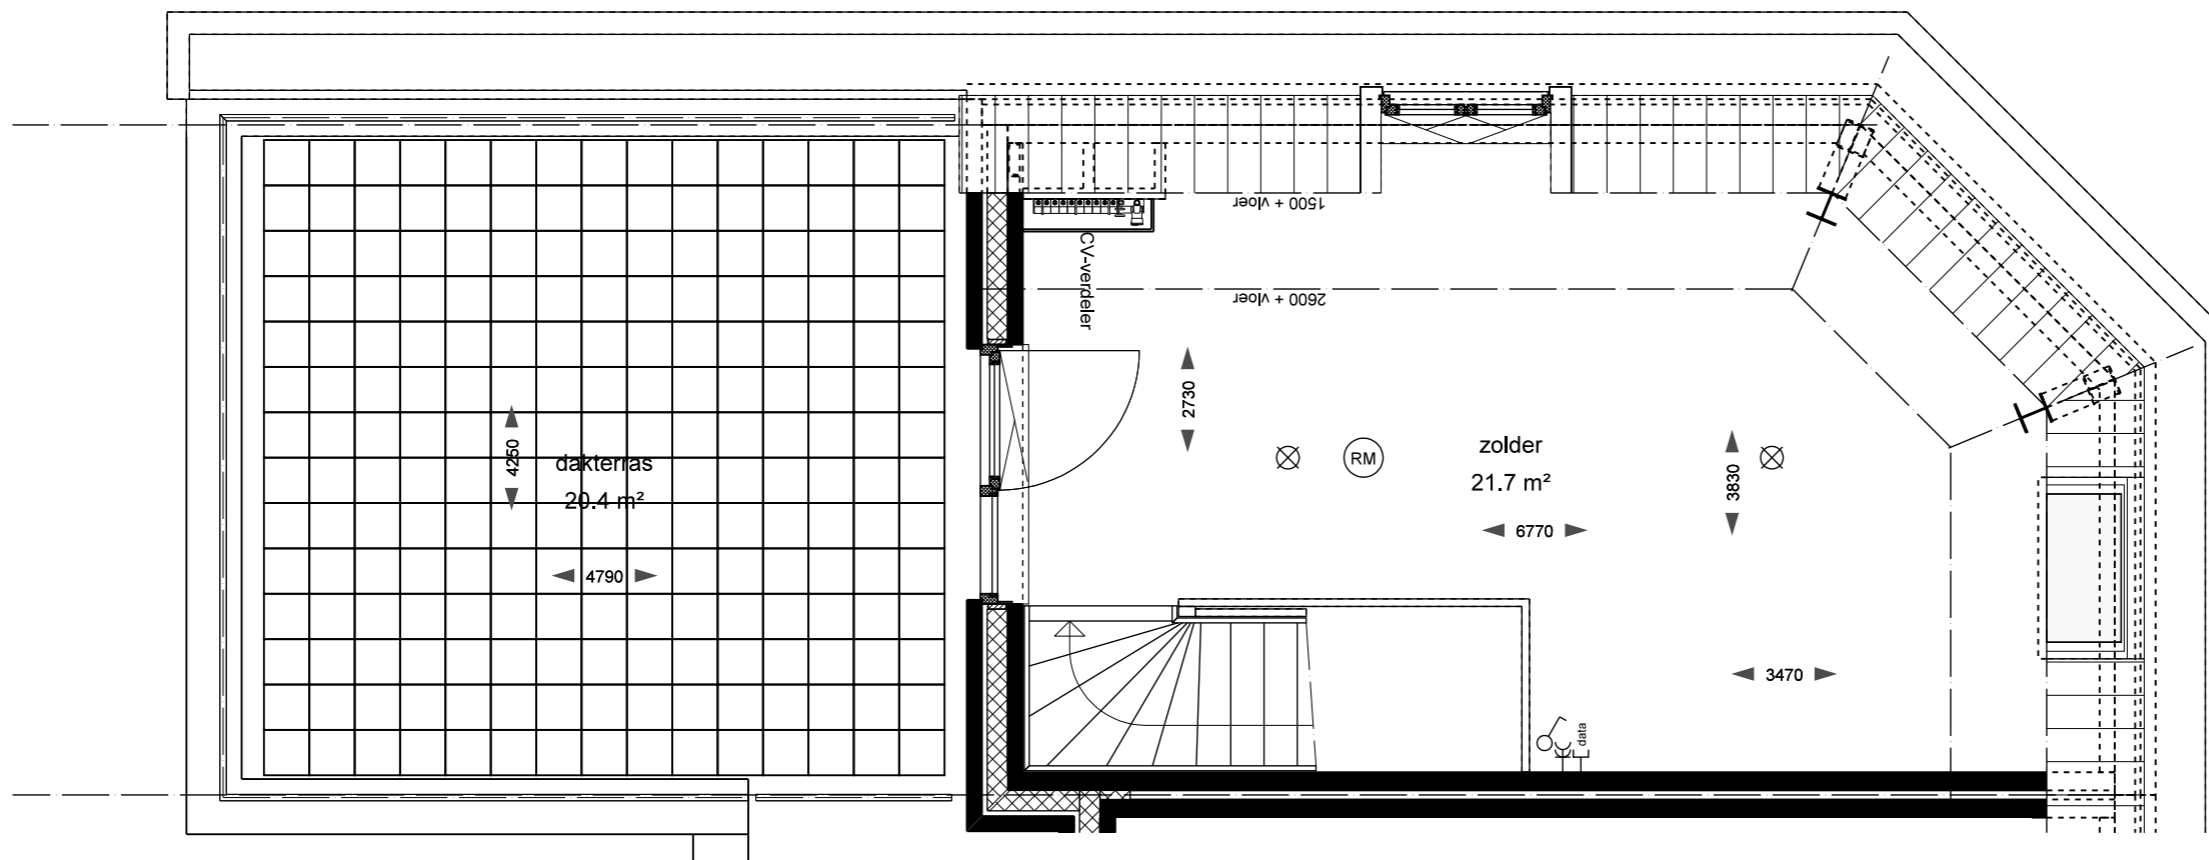 1500 + vloer
CV-verdeler
2600 + vloer
2730
4250
dakterras
20.4 m²
4790
RM
zolder
21.7 m²
3830
6770
3470
data